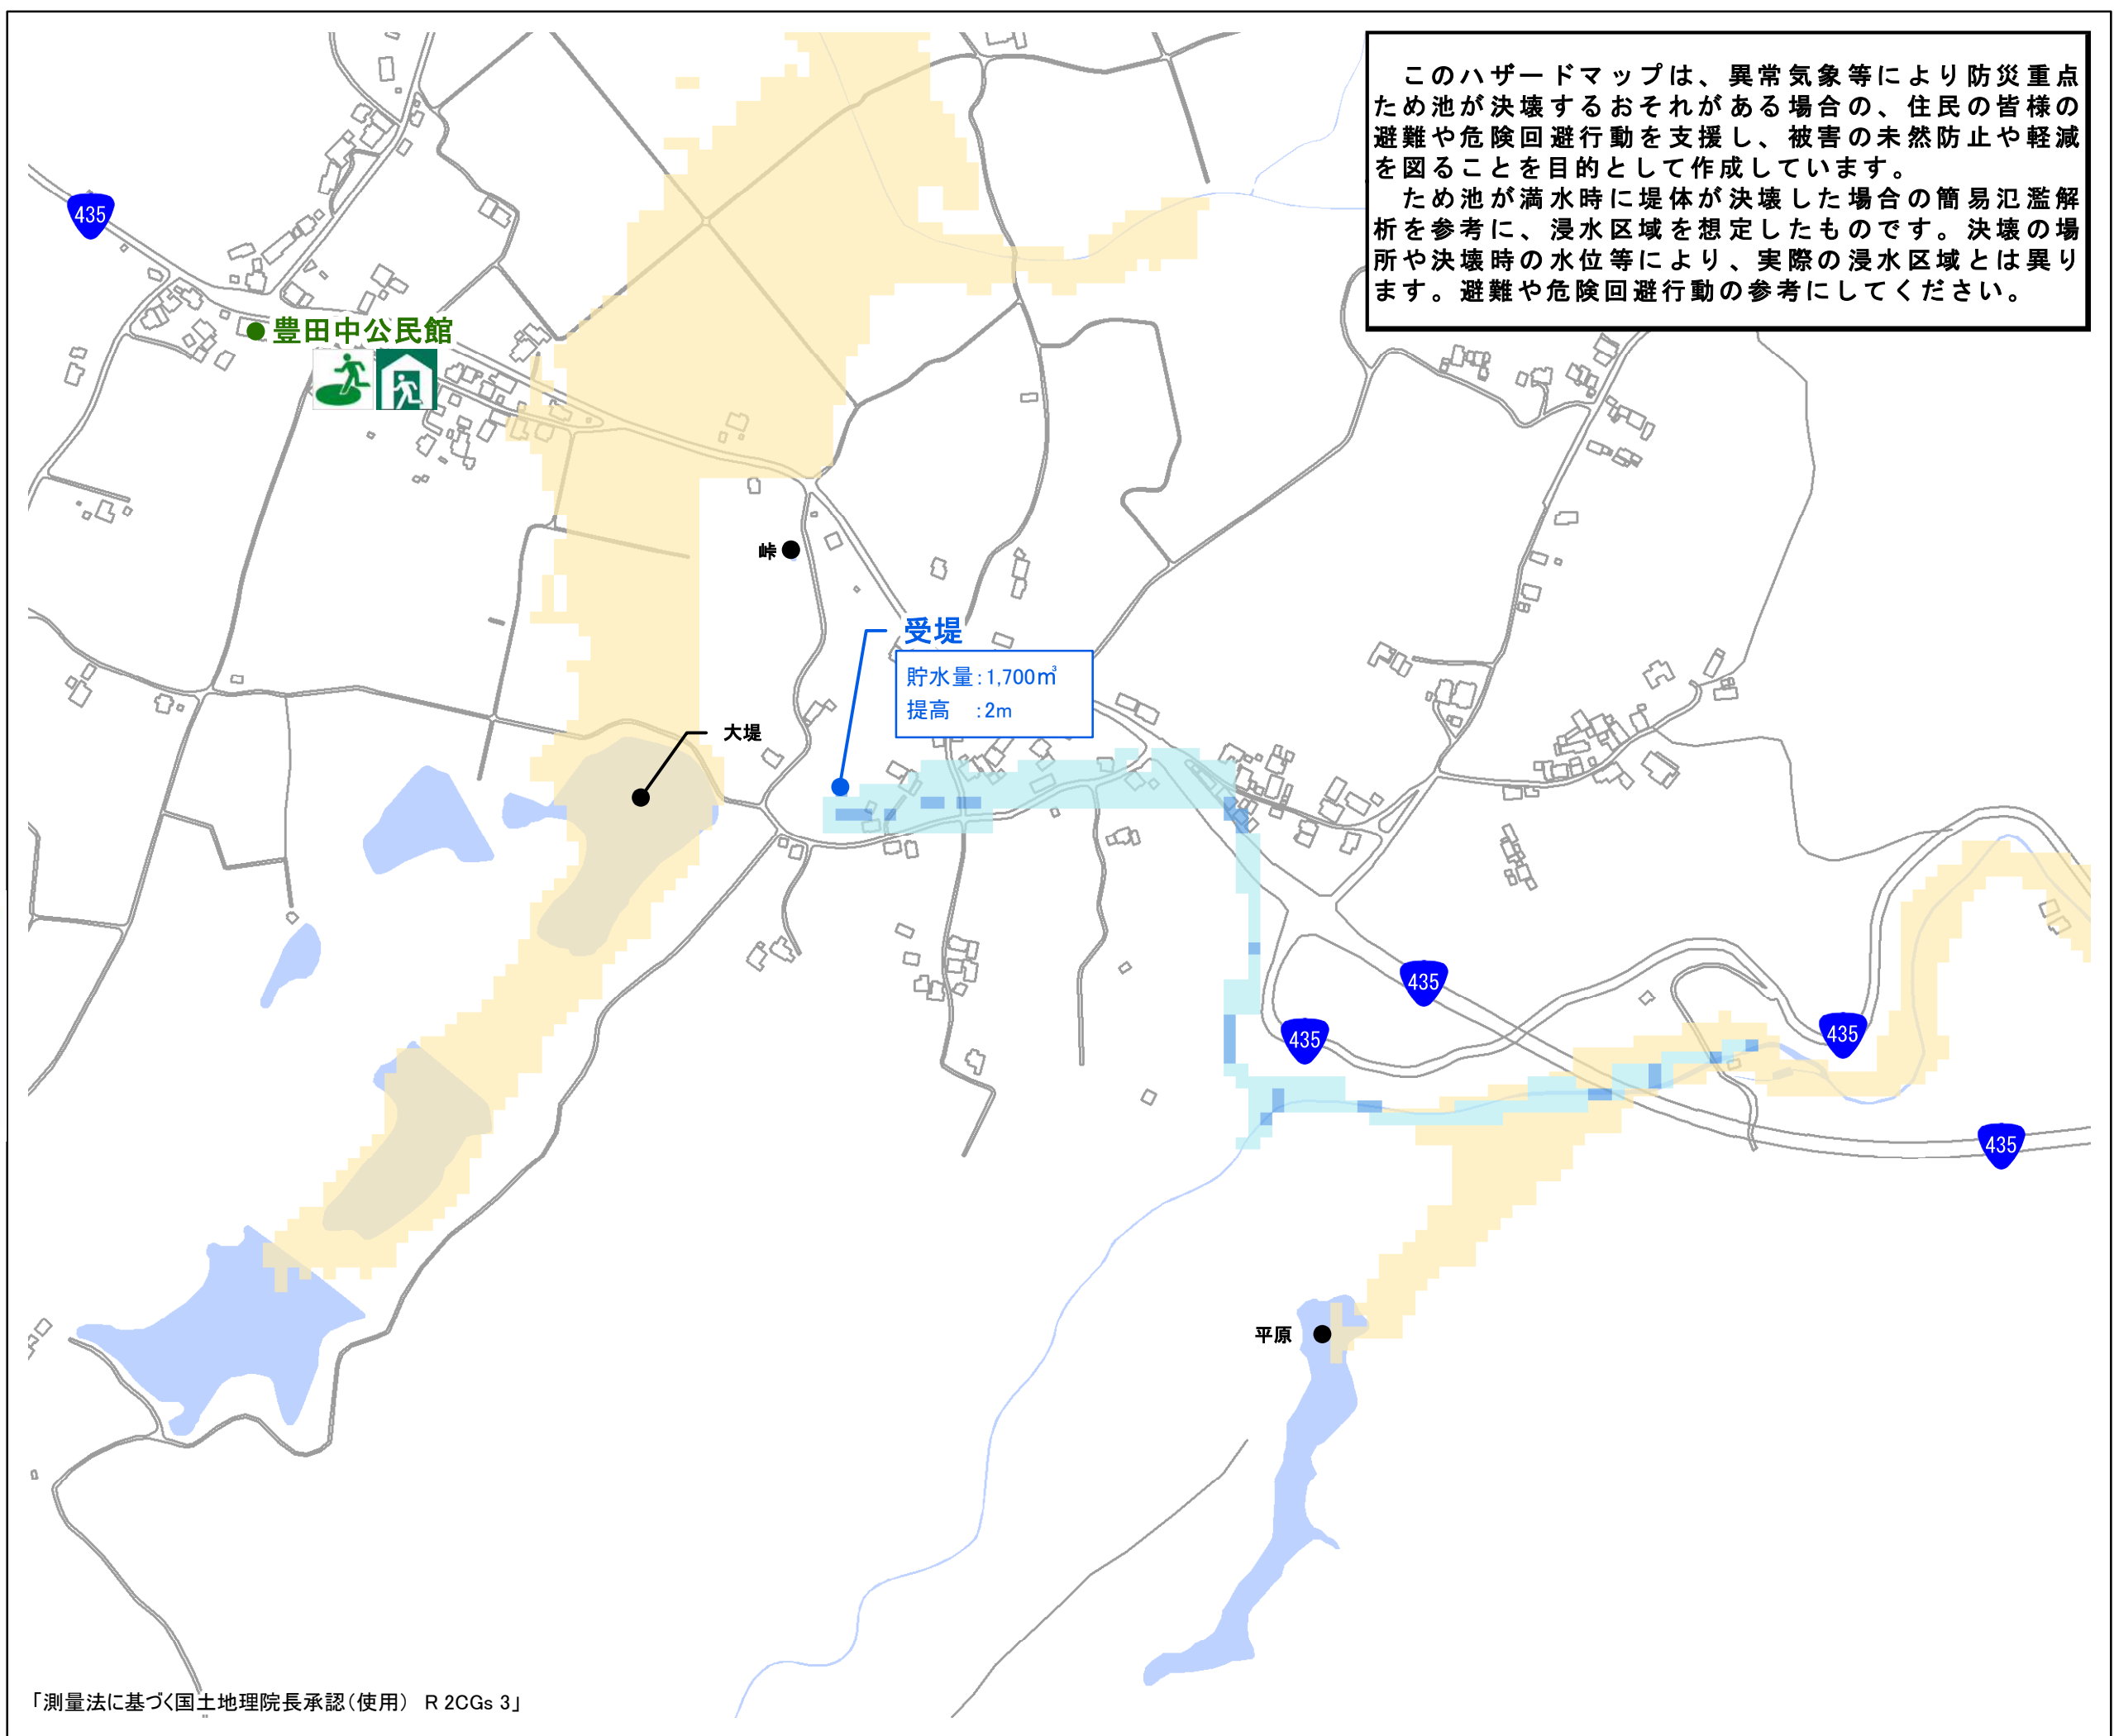 このハザードマップは、異常気象等により防災重点
ため池が決壊するおそれがある場合の、住民の皆様の
避難や危険回避行動を支援し、被害の未然防止や軽減
を図ることを目的として作成しています。
　ため池が満水時に堤体が決壊した場合の簡易氾濫解
析を参考に、浸水区域を想定したものです。決壊の場
所や決壊時の水位等により、実際の浸水区域とは異り
ます。避難や危険回避行動の参考にしてください。
435
豊田中公民館
峠
受堤
貯水量:1,700㎥
提高　:2m
大堤
435
435
435
435
平原
「測量法に基づく国土地理院長承認(使用)　R 2CGs 3」